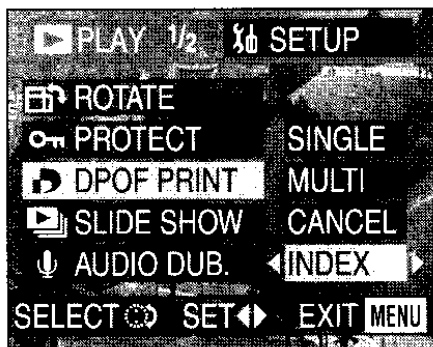 PLAY 1/2 SETUP
ROTATE
PROTECT SINGLE
DPOF PRINT MULTI
SLIDE SHOW CANCEL
AUDIO DUB. INDEX
SELECT SET EXIT MENU